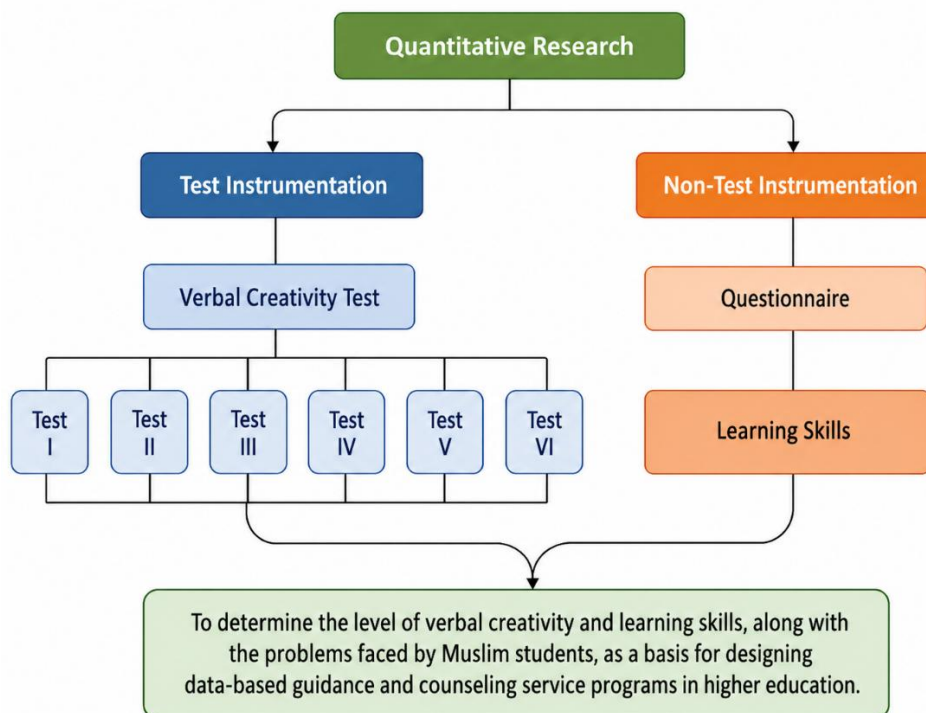 Quantitative Research
Test Instrumentation
Non-Test Instrumentation
Verbal Creativity Test
Questionnaire
Test
I
Test
II
Test
III
Test
IV
Test
V
Test
VI
Learning Skills
To determine the level of verbal creativity and learning skills, along with
the problems faced by Muslim students, as a basis for designing
data-based guidance and counseling service programs in higher education.